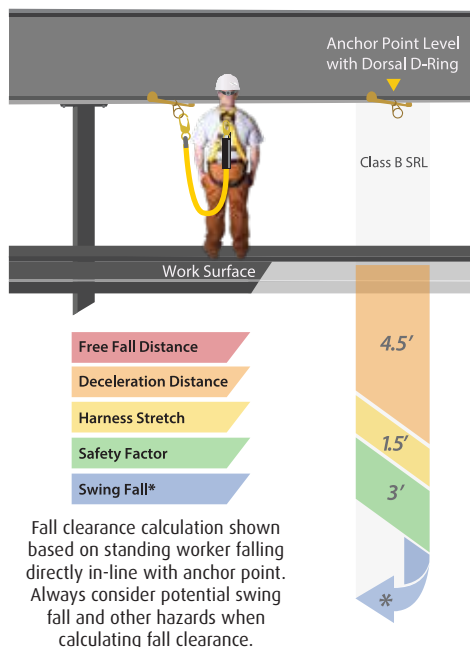 Anchor Point Level
with Dorsal D-Ring
Class B SRL
Work Surface
Free Fall Distance
Deceleration Distance
Harness Stretch
Safety Factor
Swing Fall*
4.5'
1.5'
3'
*
Fall clearance calculation shown
based on standing worker falling
directly in-line with anchor point.
Always consider potential swing
fall and other hazards when
calculating fall clearance.